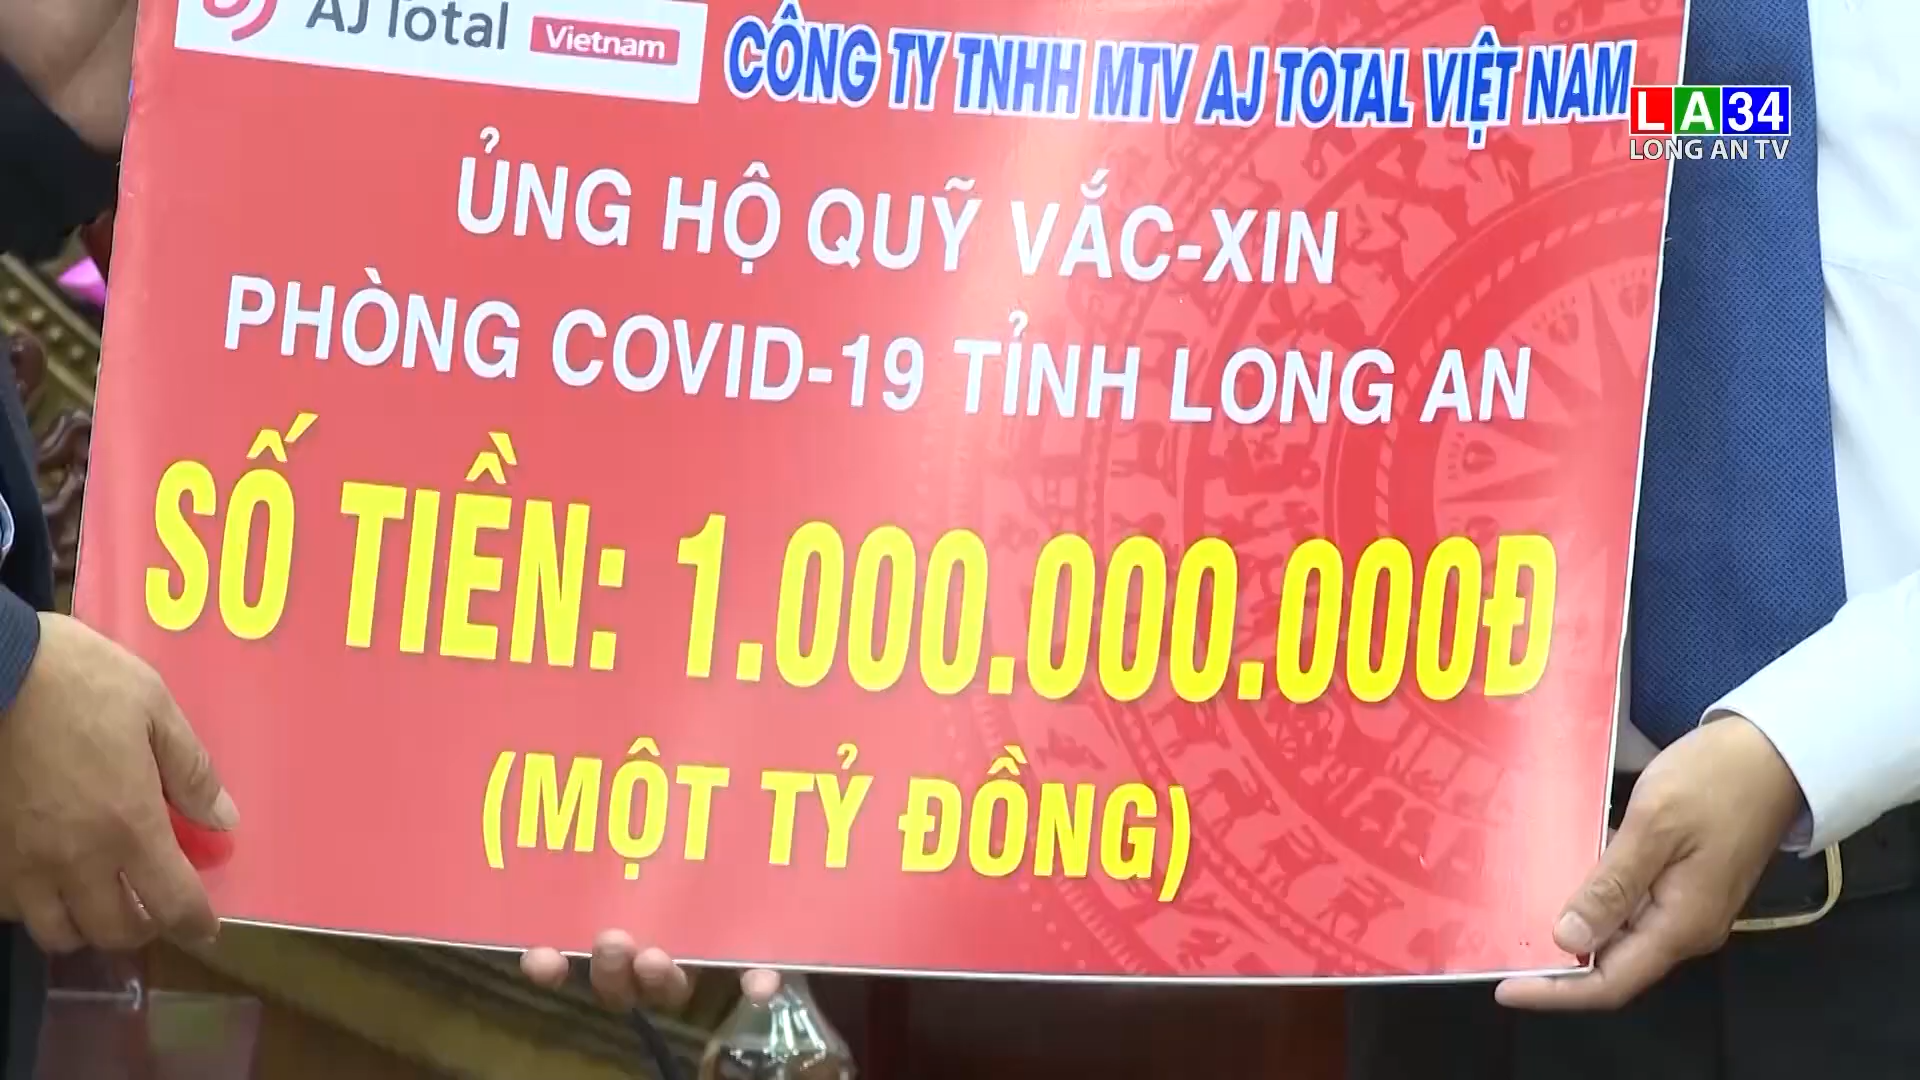 AJ Total Vietnam
CÔNG TY TNHH MTV AJ TOTAL VIỆT NAM
LA34
LONG AN TV
ỦNG HỘ QUỸ VẮC-XIN
PHÒNG COVID-19 TỈNH LONG AN
SỐ TIỀN: 1.000.000.000Đ
(MỘT TỶ ĐỒNG)